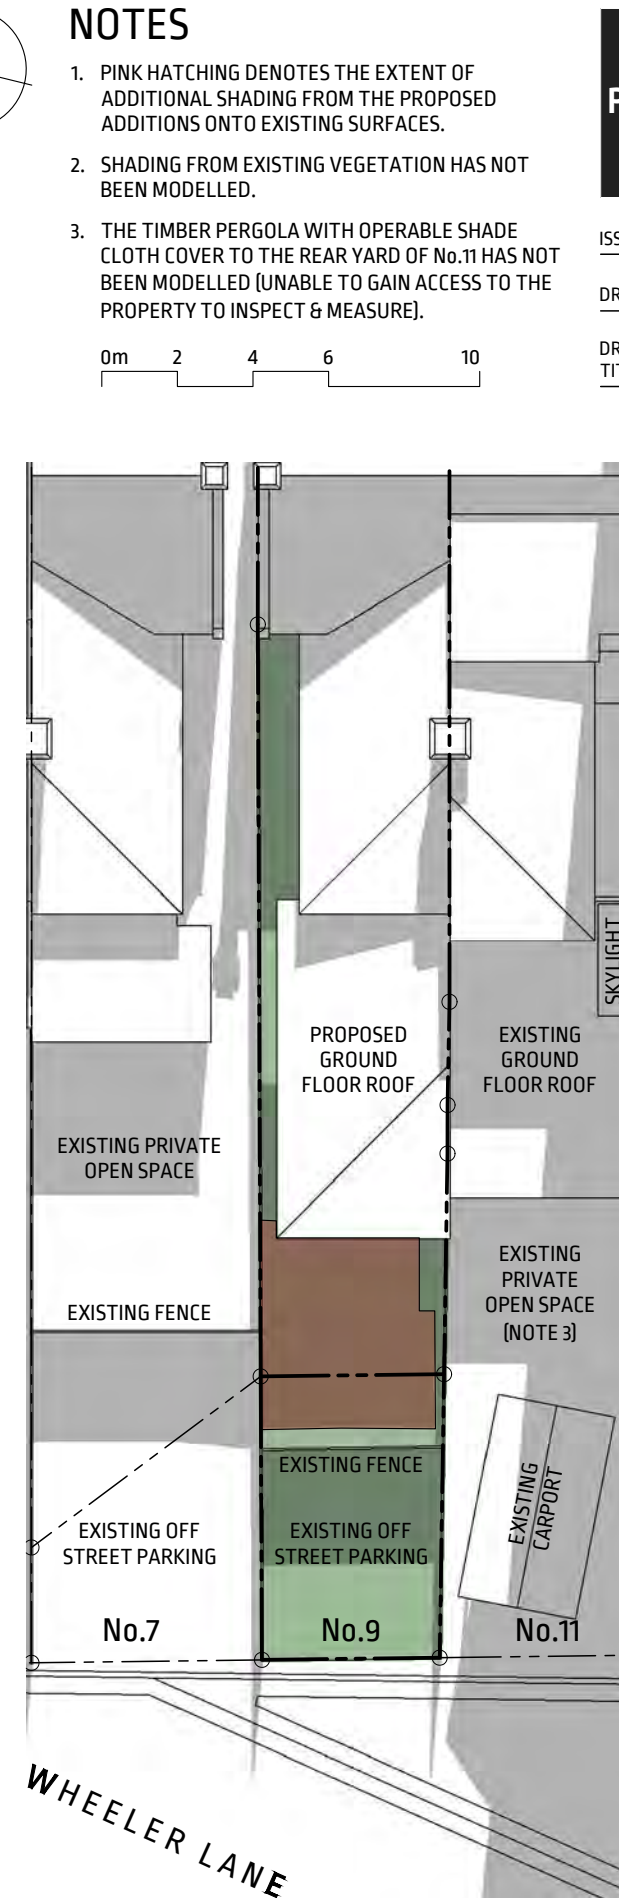 NOTES
1. PINK HATCHING DENOTES THE EXTENT OF
ADDITIONAL SHADING FROM THE PROPOSED
ADDITIONS ONTO EXISTING SURFACES.
2. SHADING FROM EXISTING VEGETATION HAS NOT
BEEN MODELLED.
3. THE TIMBER PERGOLA WITH OPERABLE SHADE
CLOTH COVER TO THE REAR YARD OF No.11 HAS NOT
BEEN MODELLED (UNABLE TO GAIN ACCESS TO THE
PROPERTY TO INSPECT & MEASURE).
0m 2 4 6 10
P
ISS
DR
DR
TIT
SKYLIGHT
PROPOSED
GROUND
FLOOR ROOF
EXISTING
GROUND
FLOOR ROOF
EXISTING PRIVATE
OPEN SPACE
EXISTING
PRIVATE
OPEN SPACE
(NOTE 3)
EXISTING FENCE
EXISTING FENCE
EXISTING
CARPORT
EXISTING OFF
STREET PARKING
EXISTING OFF
STREET PARKING
No.7
No.9
No.11
WHEELER LANE